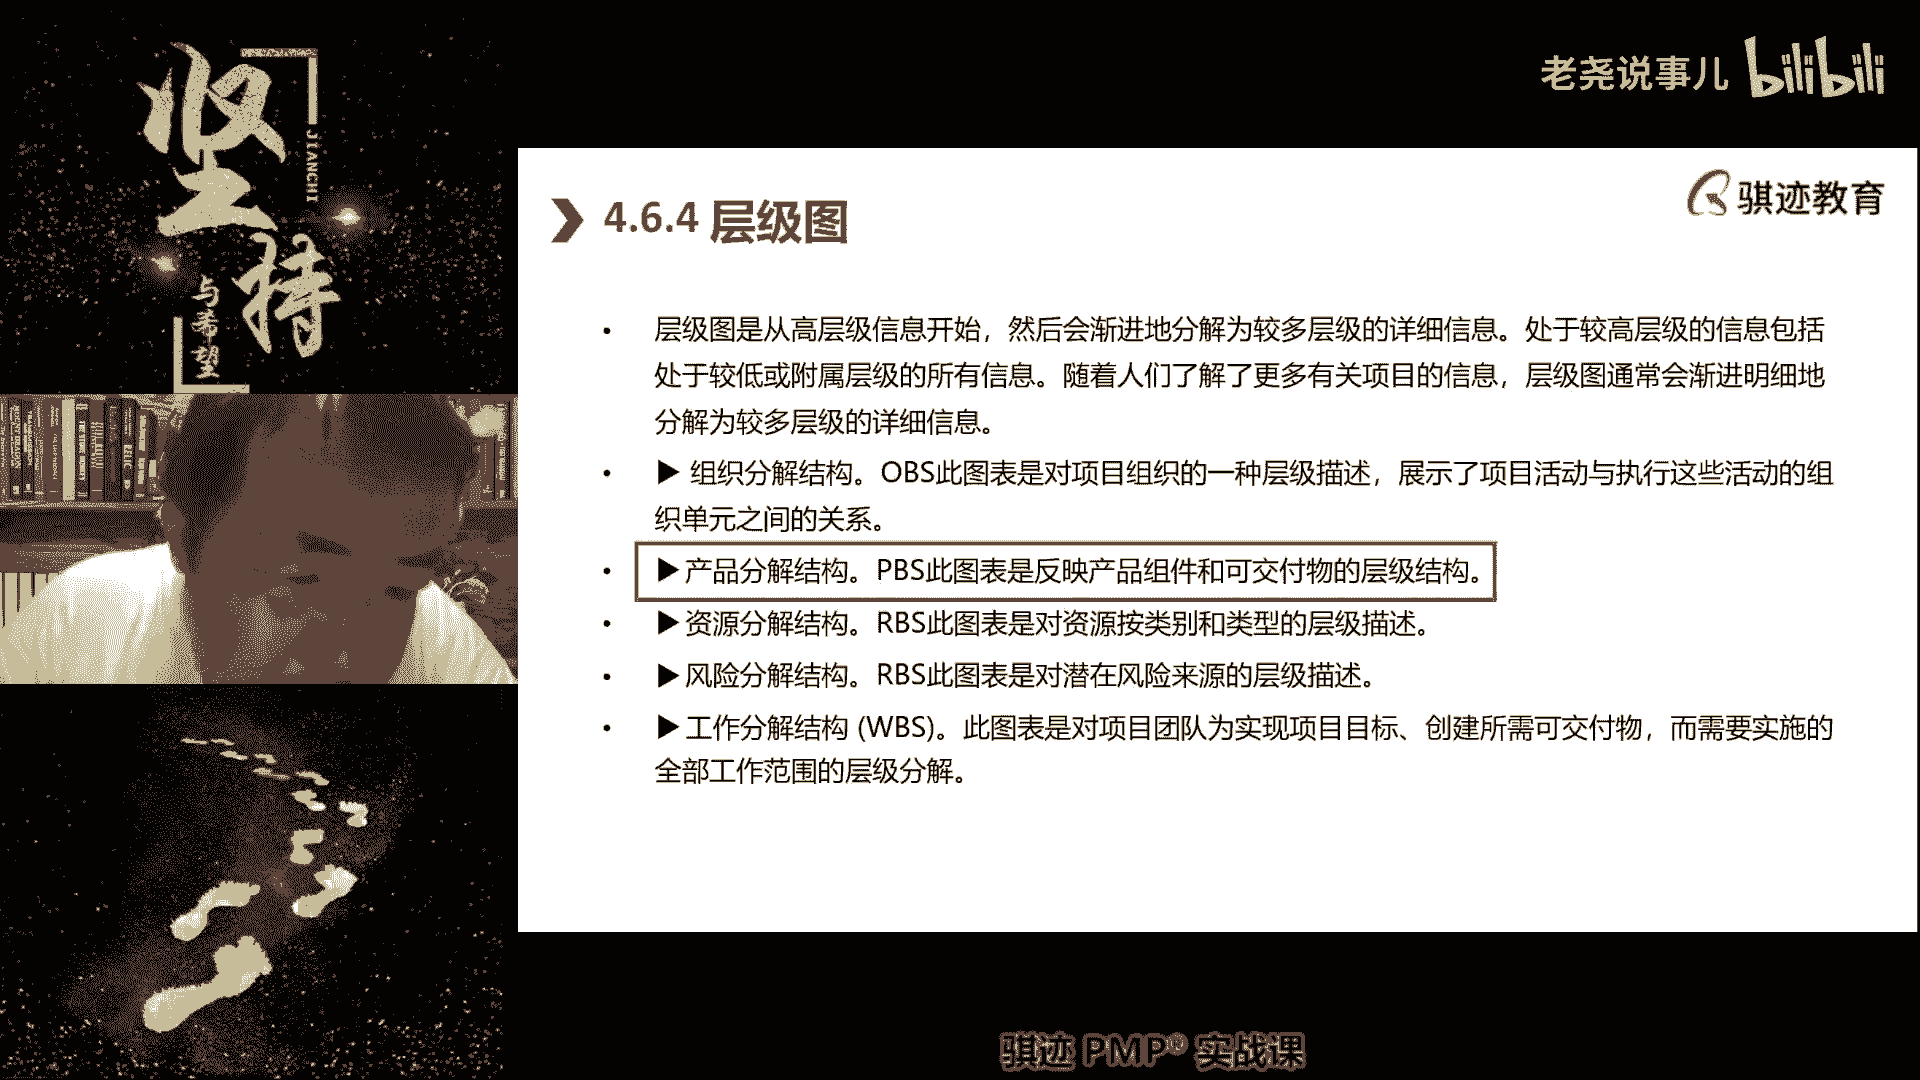 坚持
JIANCHI
与希望
老尧说事儿 bilibili
骐迹教育
4.6.4 层级图
• 层级图是从高层级信息开始，然后会渐进地分解为较多层级的详细信息。处于较高层级的信息包括
处于较低或附属层级的所有信息。随着人们了解了更多有关项目的信息，层级图通常会渐进明细地
分解为较多层级的详细信息。
• ▶ 组织分解结构。OBS此图表是对项目组织的一种层级描述，展示了项目活动与执行这些活动的组
织单元之间的关系。
• ▶产品分解结构。PBS此图表是反映产品组件和可交付物的层级结构。
• ▶资源分解结构。RBS此图表是对资源按类别和类型的层级描述。
• ▶风险分解结构。RBS此图表是对潜在风险来源的层级描述。
• ▶工作分解结构 (WBS)。此图表是对项目团队为实现项目目标、创建所需可交付物，而需要实施的
全部工作范围的层级分解。
骐迹 PMP® 实战课